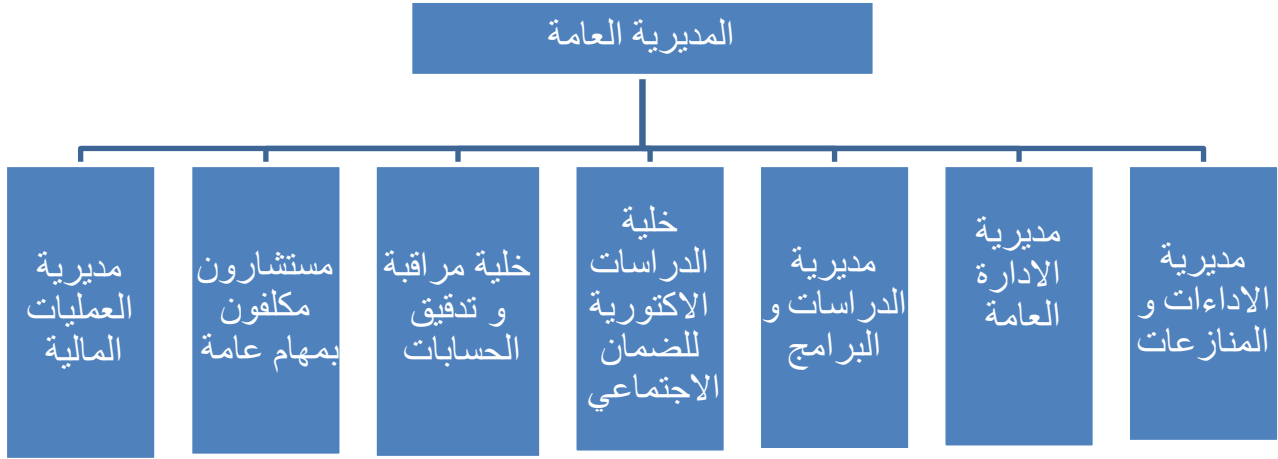 المديرية العامة
مديرية
الاداءات و
المنازعات
مديرية
الادارة
العامة
مديرية
الدراسات و
البرامج
خلية
الدراسات
الاكتورية
للضمان
الاجتماعي
خلية مراقبة
و تدقيق
الحسابات
مستشارون
مكلفون
بمهام عامة
مديرية
العمليات
المالية